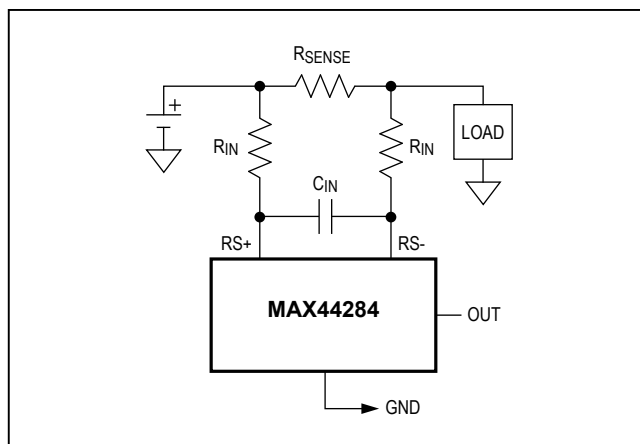 RSENSE
+
RIN
RIN
LOAD
CIN
RS+
RS-
MAX44284
OUT
GND